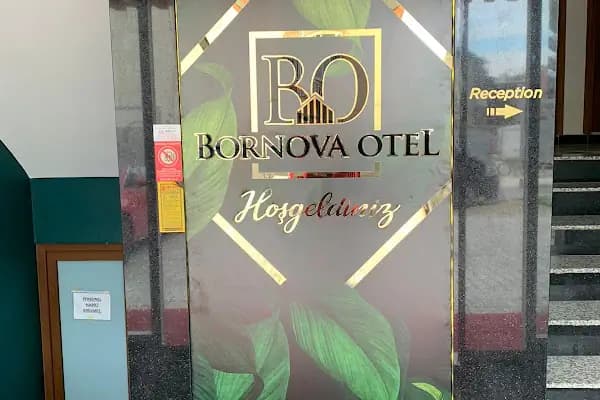 BO
BORNOVA OTEL
Hoşgeldiniz
Reception